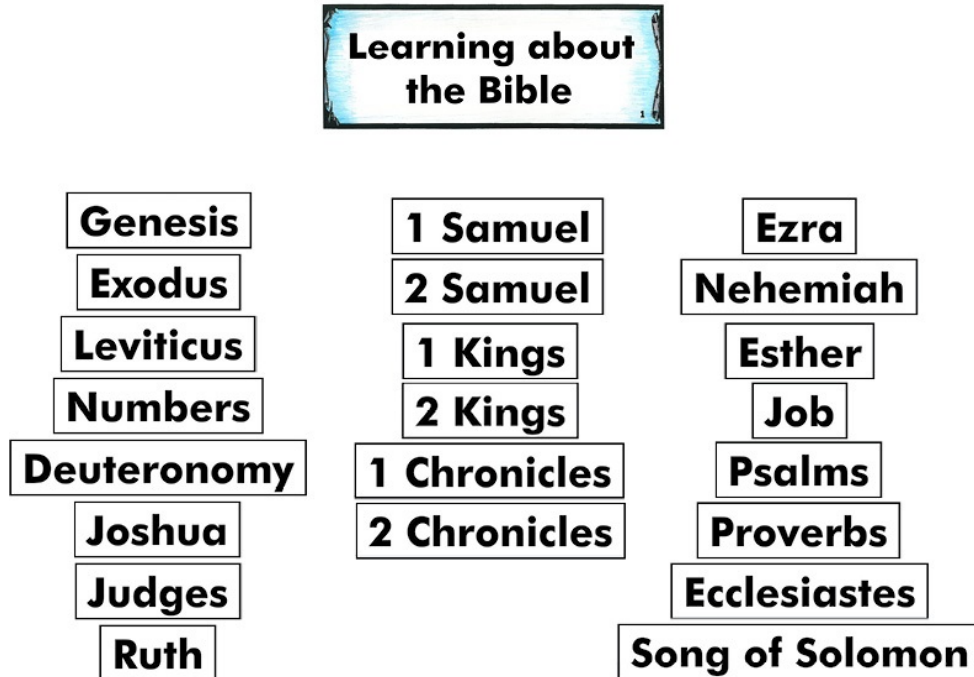 Learning about
the Bible
1
Genesis
Exodus
Leviticus
Numbers
Deuteronomy
Joshua
Judges
Ruth
1 Samuel
2 Samuel
1 Kings
2 Kings
1 Chronicles
2 Chronicles
Ezra
Nehemiah
Esther
Job
Psalms
Proverbs
Ecclesiastes
Song of Solomon